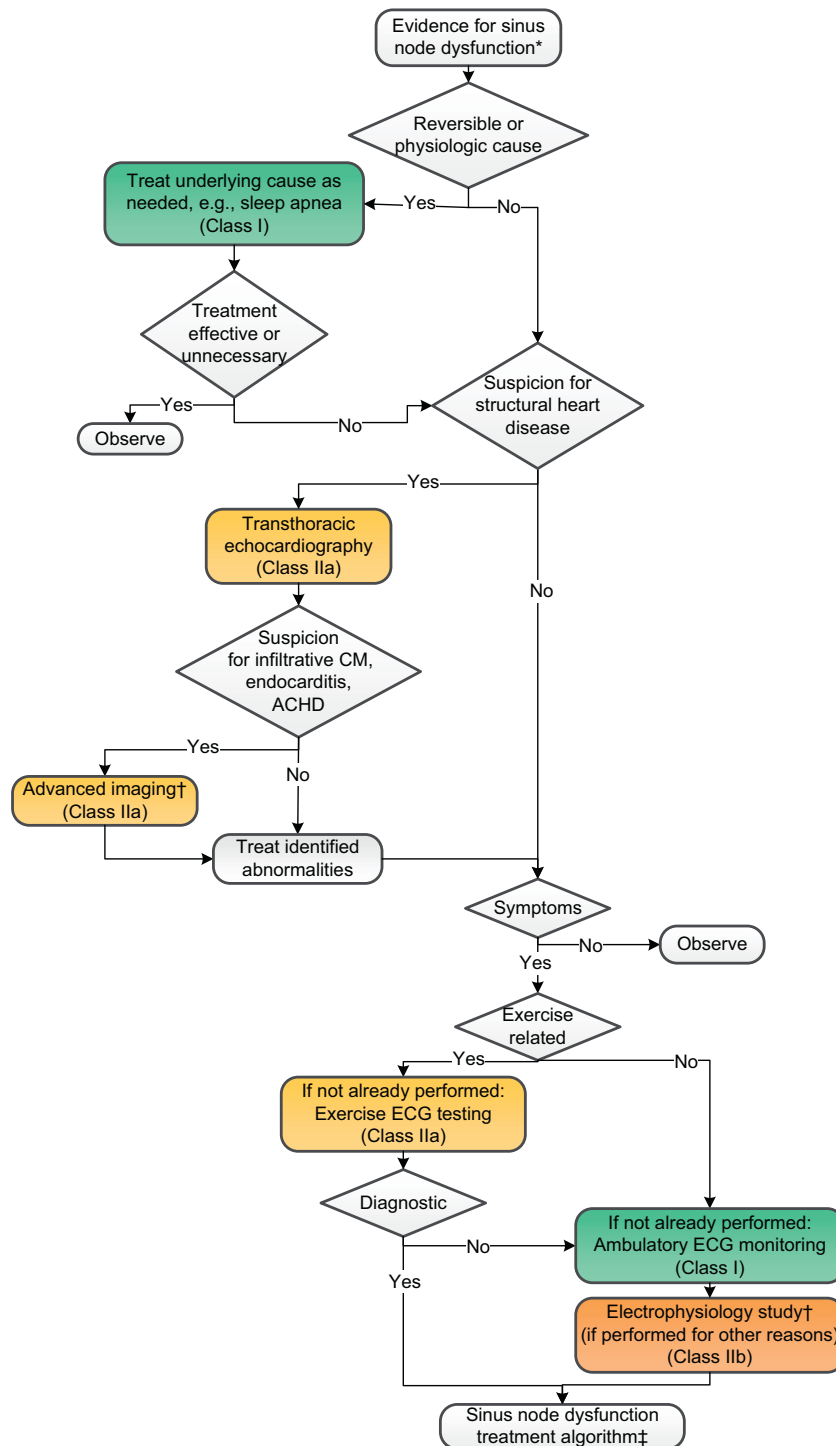 Evidence for sinus
node dysfunction*
Reversible or
physiologic cause
Yes
No
Treat underlying cause as
needed, e.g., sleep apnea
(Class I)
Treatment
effective or
unnecessary
Yes
No
Observe
Suspicion for
structural heart
disease
Yes
No
Transthoracic
echocardiography
(Class IIa)
Suspicion
for infiltrative CM,
endocarditis,
ACHD
Yes
No
Advanced imaging†
(Class IIa)
Treat identified
abnormalities
Symptoms
No
Observe
Yes
Exercise
related
Yes
No
If not already performed:
Exercise ECG testing
(Class IIa)
Diagnostic
No
Yes
If not already performed:
Ambulatory ECG monitoring
(Class I)
Electrophysiology study†
(if performed for other reasons)
(Class IIb)
Sinus node dysfunction
treatment algorithm‡